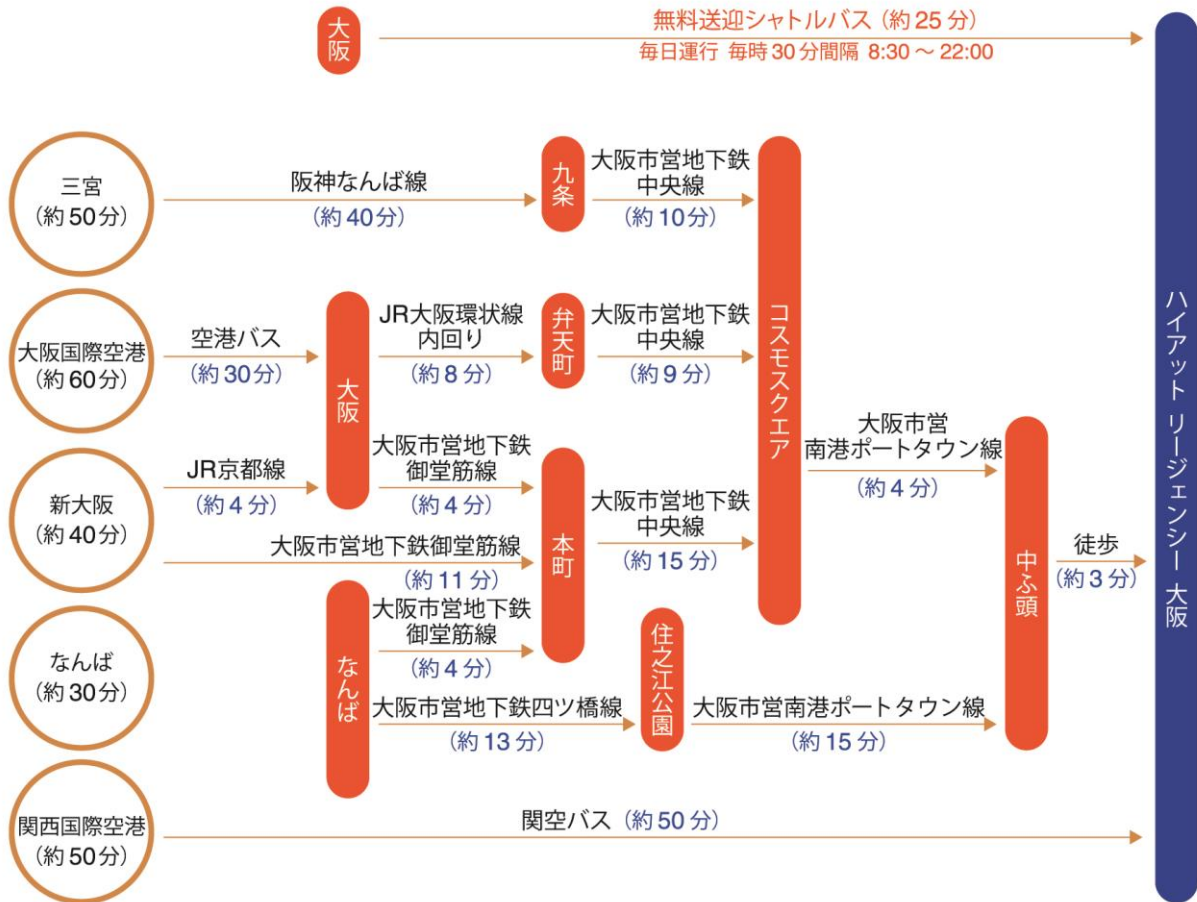 大阪
無料送迎シャトルバス（約25分）
毎日運行 毎時30分間隔 8:30～22:00
三宮
（約50分）
阪神なんば線
（約40分）
九条
大阪市営地下鉄
中央線
（約10分）
大阪国際空港
（約60分）
空港バス
（約30分）
大阪
JR大阪環状線
内回り
（約8分）
弁天町
大阪市営地下鉄
中央線
（約9分）
コスモスクエア
新大阪
（約40分）
JR京都線
（約4分）
大阪市営地下鉄
御堂筋線
（約4分）
大阪市営地下鉄御堂筋線
（約11分）
本町
大阪市営地下鉄
中央線
（約15分）
大阪市営
南港ポートタウン線
（約4分）
なんば
（約30分）
なんば
大阪市営地下鉄
御堂筋線
（約4分）
大阪市営地下鉄四ツ橋線
（約13分）
住之江公園
大阪市営南港ポートタウン線
（約15分）
中ふ頭
徒歩
（約3分）
関西国際空港
（約50分）
関空バス（約50分）
ハイアット リージェンシー 大阪